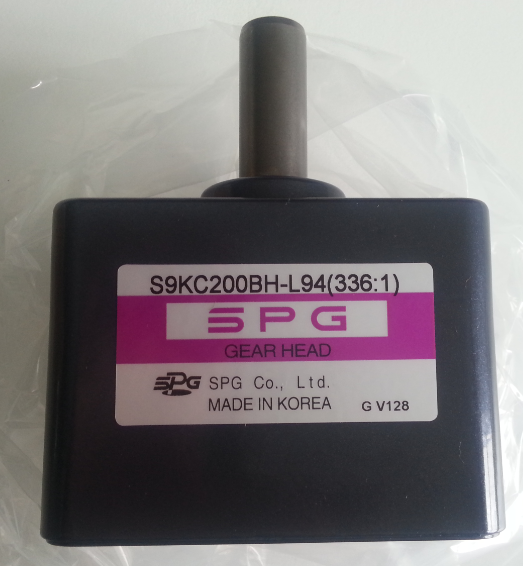 S9KC200BH-L94(336:1)
SPG
GEAR HEAD
SPG SPG Co., Ltd.
MADE IN KOREA G V128